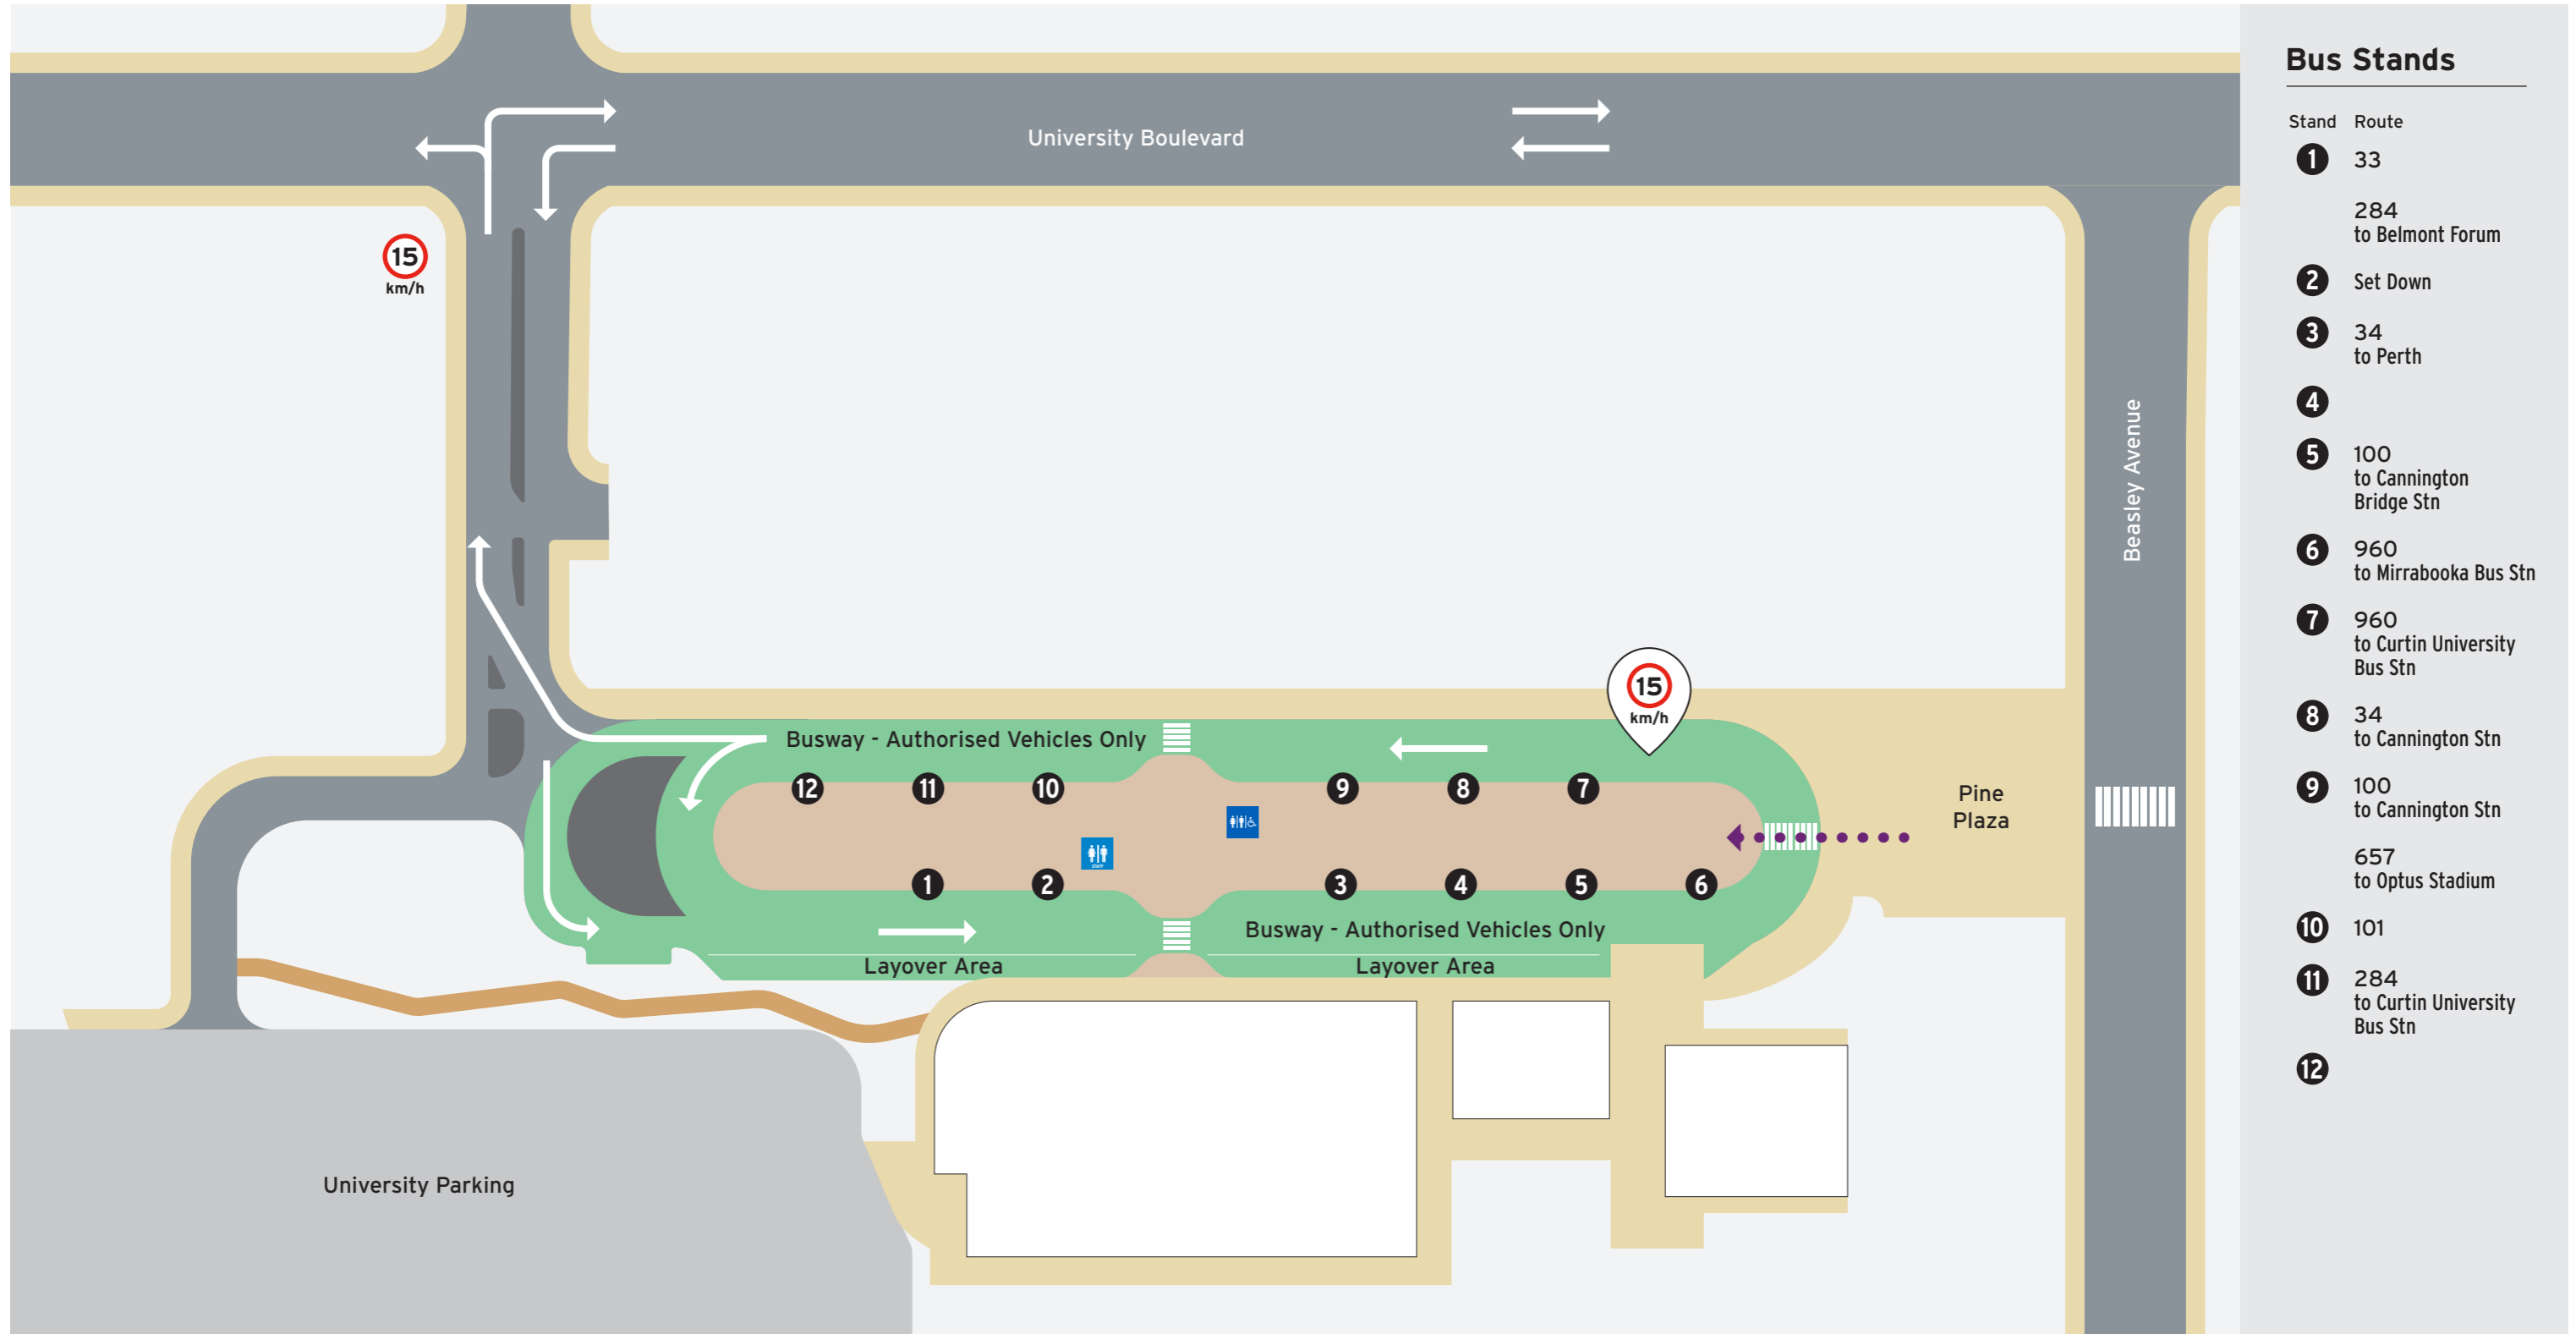 University Boulevard
15
km/h
Beasley Avenue
15
km/h
Busway - Authorised Vehicles Only
12
11
10
9
8
7
Pine
Plaza
STAFF
1
2
3
4
5
6
Busway - Authorised Vehicles Only
Layover Area
Layover Area
University Parking
Bus Stands
Stand Route
1 33
284
to Belmont Forum
2 Set Down
3 34
to Perth
4
5 100
to Cannington
Bridge Stn
6 960
to Mirrabooka Bus Stn
7 960
to Curtin University
Bus Stn
8 34
to Cannington Stn
9 100
to Cannington Stn
657
to Optus Stadium
10 101
11 284
to Curtin University
Bus Stn
12